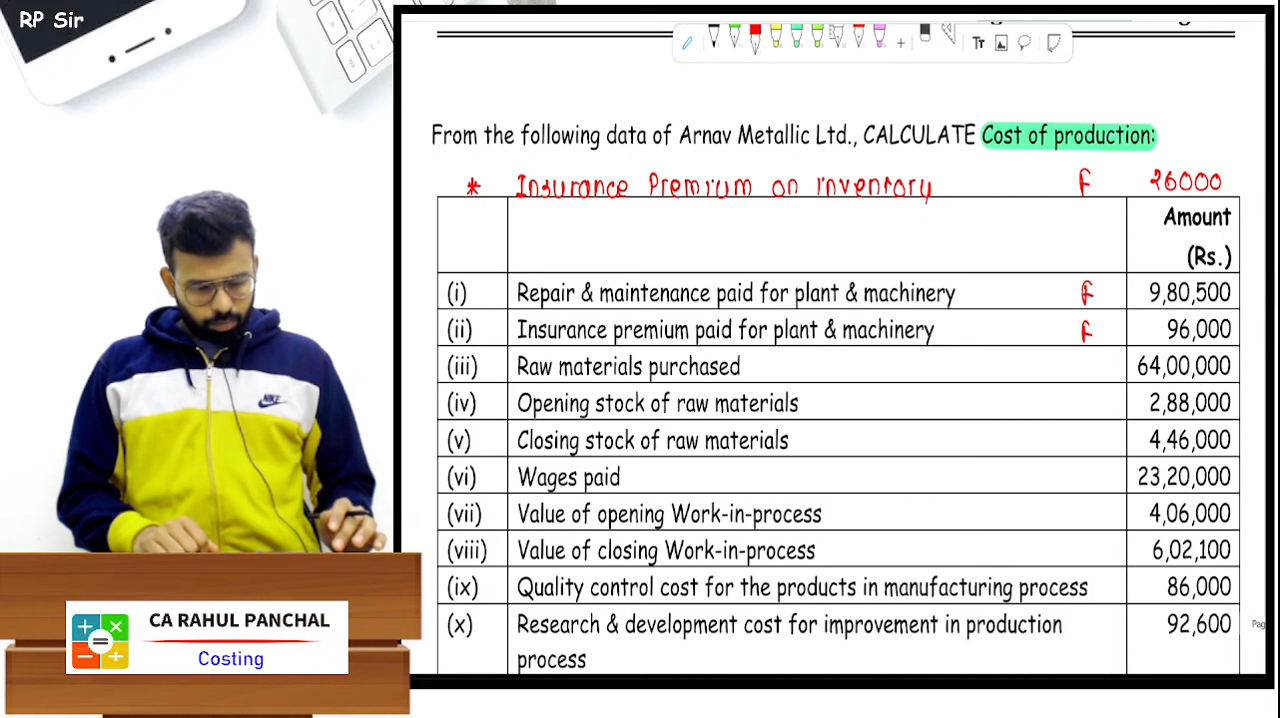 RP Sir
From the following data of Arnav Metallic Ltd., CALCULATE Cost of production:
* Insurance Premium on inventory F 26000
Amount
(Rs.)
(i) Repair & maintenance paid for plant & machinery F 9,80,500
(ii) Insurance premium paid for plant & machinery F 96,000
(iii) Raw materials purchased 64,00,000
(iv) Opening stock of raw materials 2,88,000
(v) Closing stock of raw materials 4,46,000
(vi) Wages paid 23,20,000
(vii) Value of opening Work-in-process 4,06,000
(viii) Value of closing Work-in-process 6,02,100
(ix) Quality control cost for the products in manufacturing process 86,000
(x) Research & development cost for improvement in production 92,600
process
Pag
CA RAHUL PANCHAL
Costing
NIKE
Tт